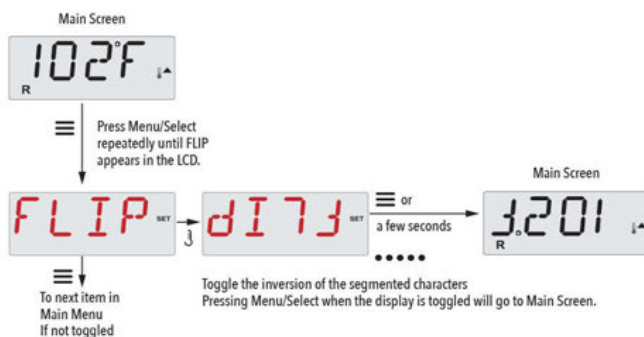 Main Screen
102°F
R
Press Menu/Select
repeatedly until FLIP
appears in the LCD.
Main Screen
FLIP SET
dI7Ⅎ SET
or
a few seconds
Ⅎ°201
R
To next item in
Main Menu
If not toggled
Toggle the inversion of the segmented characters
Pressing Menu/Select when the display is toggled will go to Main Screen.